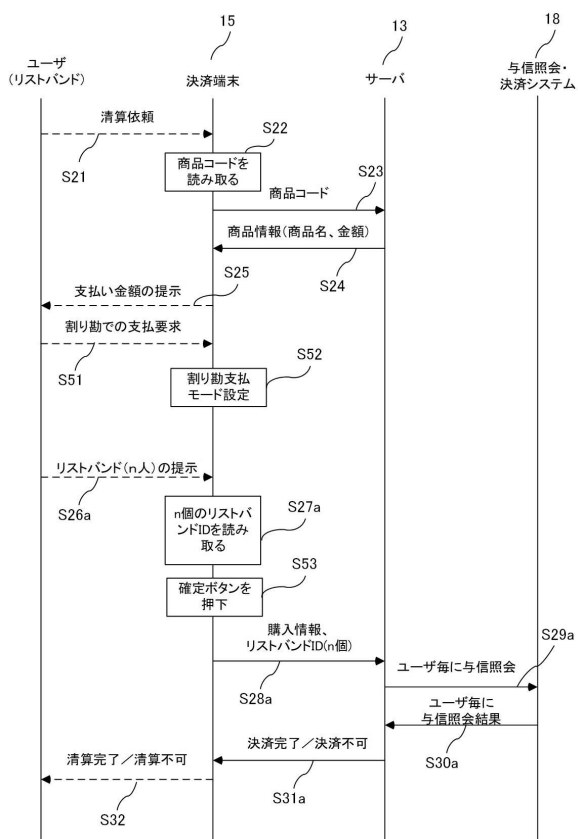 15
13
18
ユーザ
(リストバンド)
決済端末
サーバ
与信照会・
決済システム
清算依頼
S21
S22
商品コードを
読み取る
S23
商品コード
商品情報(商品名、金額)
S24
S25
支払い金額の提示
割り勘での支払要求
S51
S52
割り勘支払
モード設定
リストバンド(n人)の提示
S26a
n個のリストバ
ンドIDを読み
取る
S27a
S53
確定ボタンを
押下
購入情報、
リストバンドID(n個)
S28a
ユーザ毎に与信照会
S29a
ユーザ毎に
与信照会結果
S30a
決済完了/決済不可
S31a
清算完了/清算不可
S32